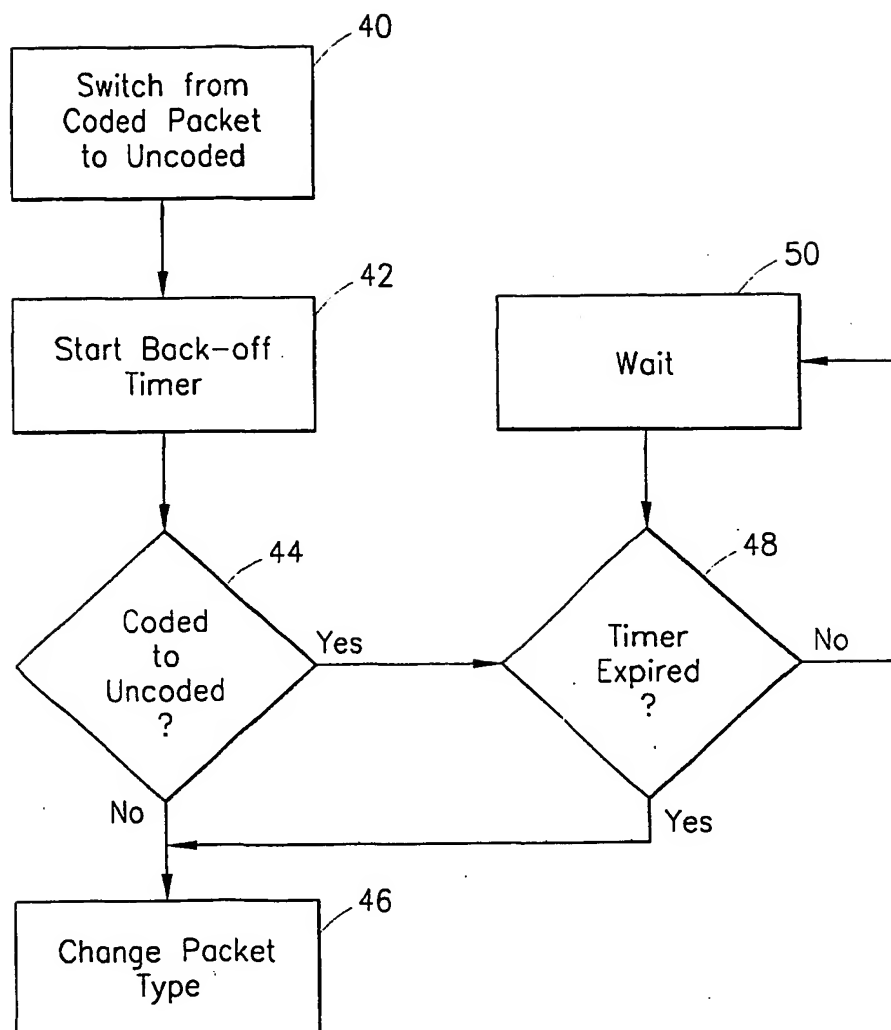 40
Switch from
Coded Packet
to Uncoded
42
Start Back-off
Timer
50
Wait
44
Coded
to
Uncoded
?
Yes
No
48
Timer
Expired
?
No
Yes
46
Change Packet
Type